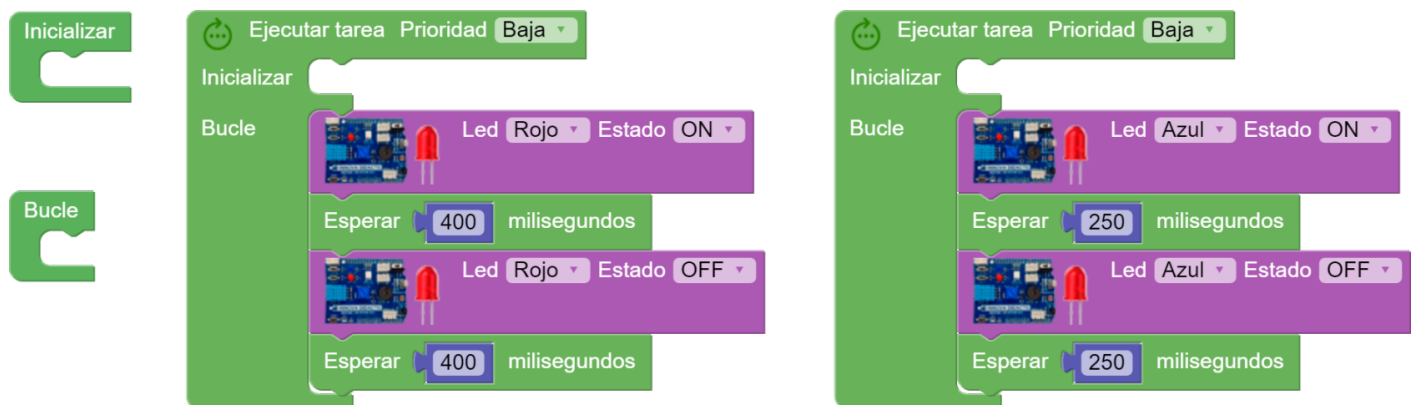 Inicializar
Bucle
Ejecutar tarea Prioridad Baja
Inicializar
Bucle
Led Rojo Estado ON
Esperar 400 milisegundos
Led Rojo Estado OFF
Esperar 400 milisegundos
Ejecutar tarea Prioridad Baja
Inicializar
Bucle
Led Azul Estado ON
Esperar 250 milisegundos
Led Azul Estado OFF
Esperar 250 milisegundos